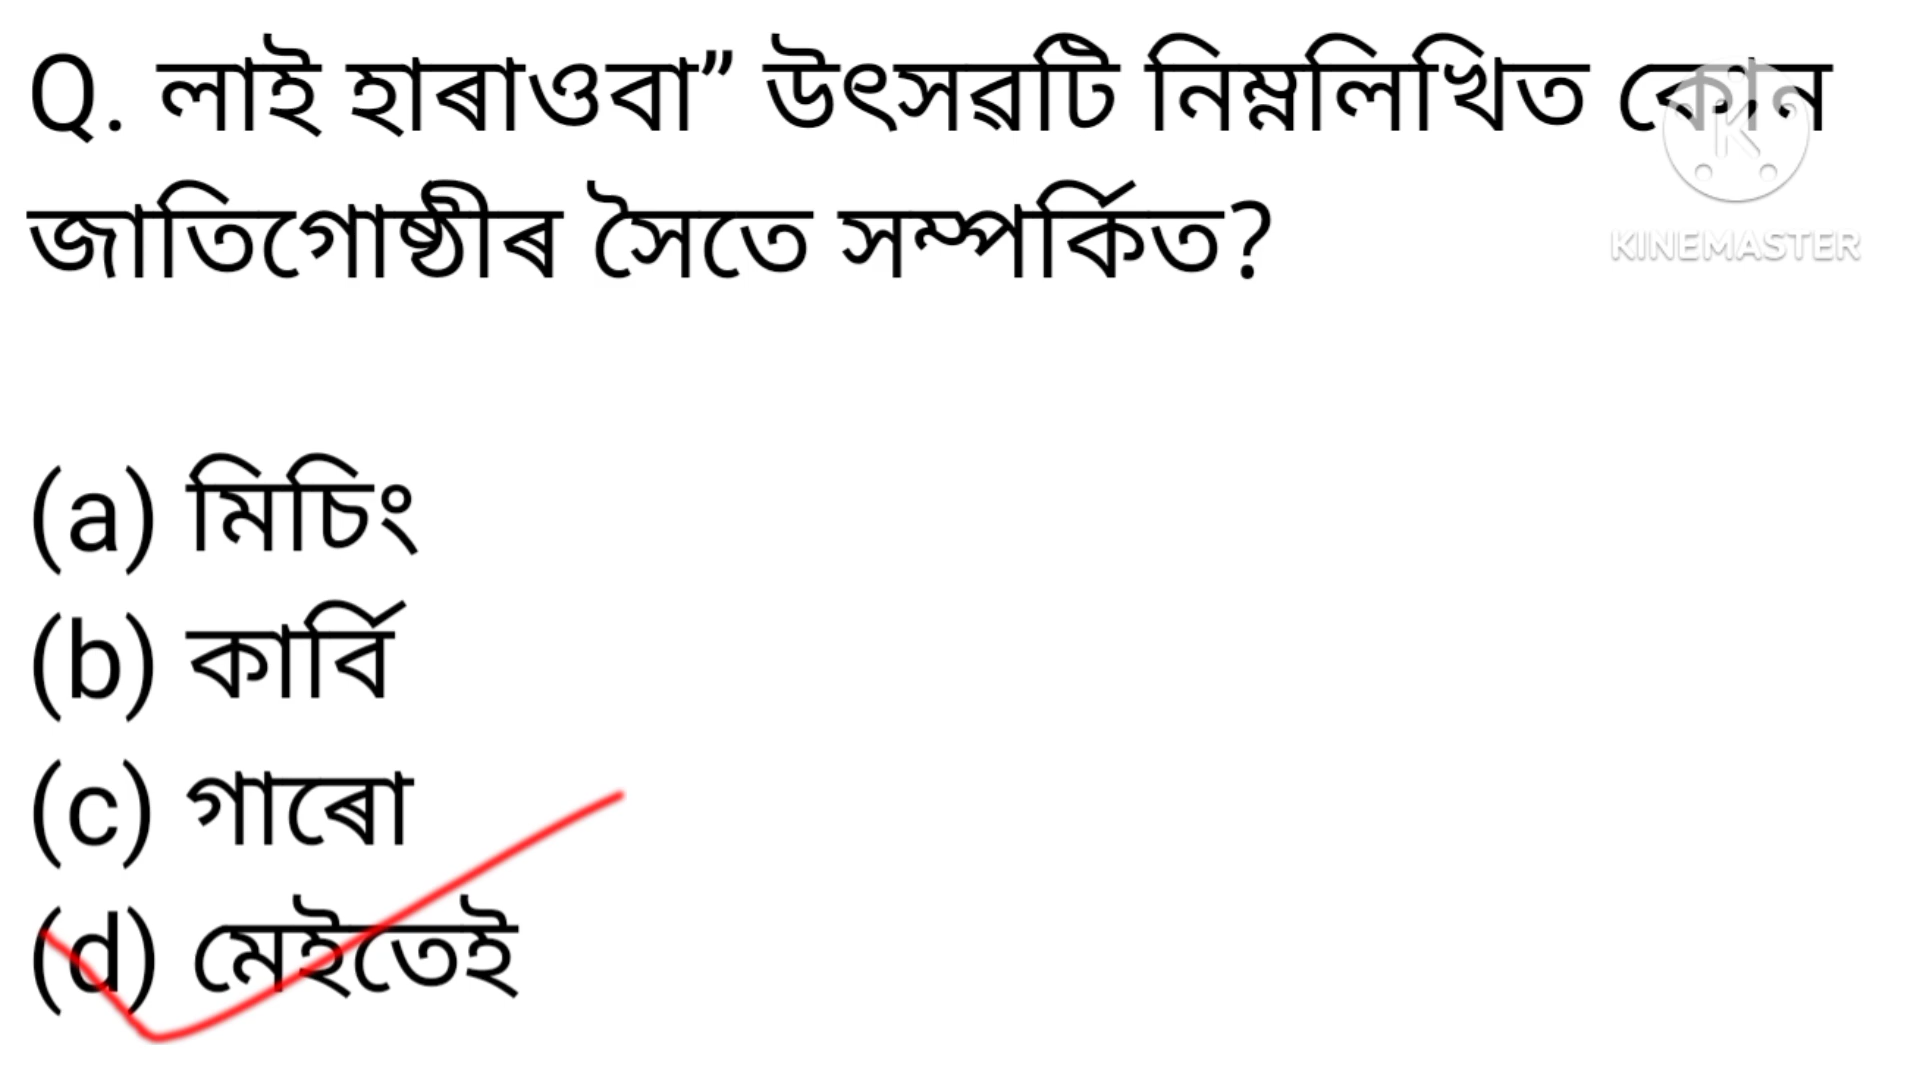 Q. লাই হাৰাওবা” উৎসৱটি নিম্নলিখিত কোন
জাতিগোষ্ঠীৰ সৈতে সম্পৰ্কিত?
(a) মিচিং
(b) কাৰ্বি
(c) গাৰো
(d) মেইতেই
K
KINEMASTER